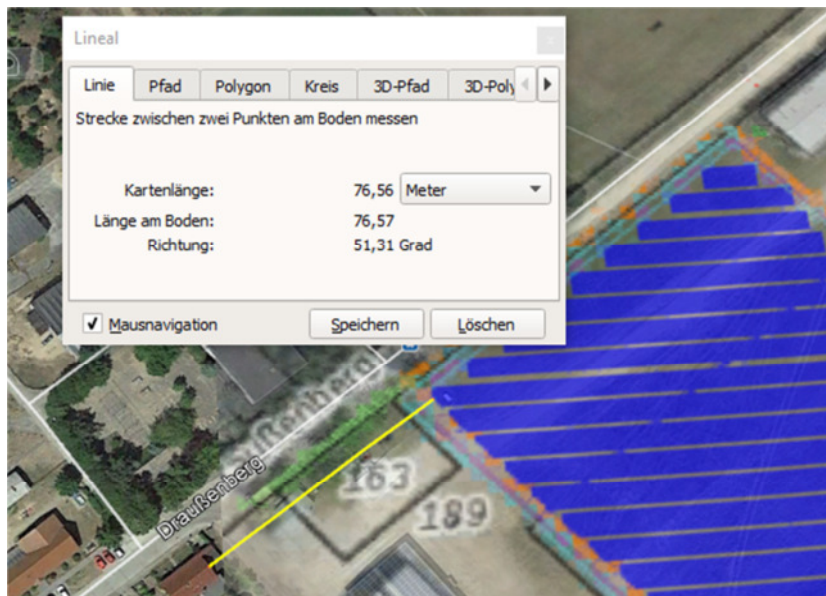 Lineal
Linie Pfad Polygon Kreis 3D-Pfad 3D-Poly
Strecke zwischen zwei Punkten am Boden messen
Kartenlänge: 76,56 Meter
Länge am Boden: 76,57
Richtung: 51,31 Grad
Mausnavigation Speichern Löschen
ußenberg
163
189
Draußenberg